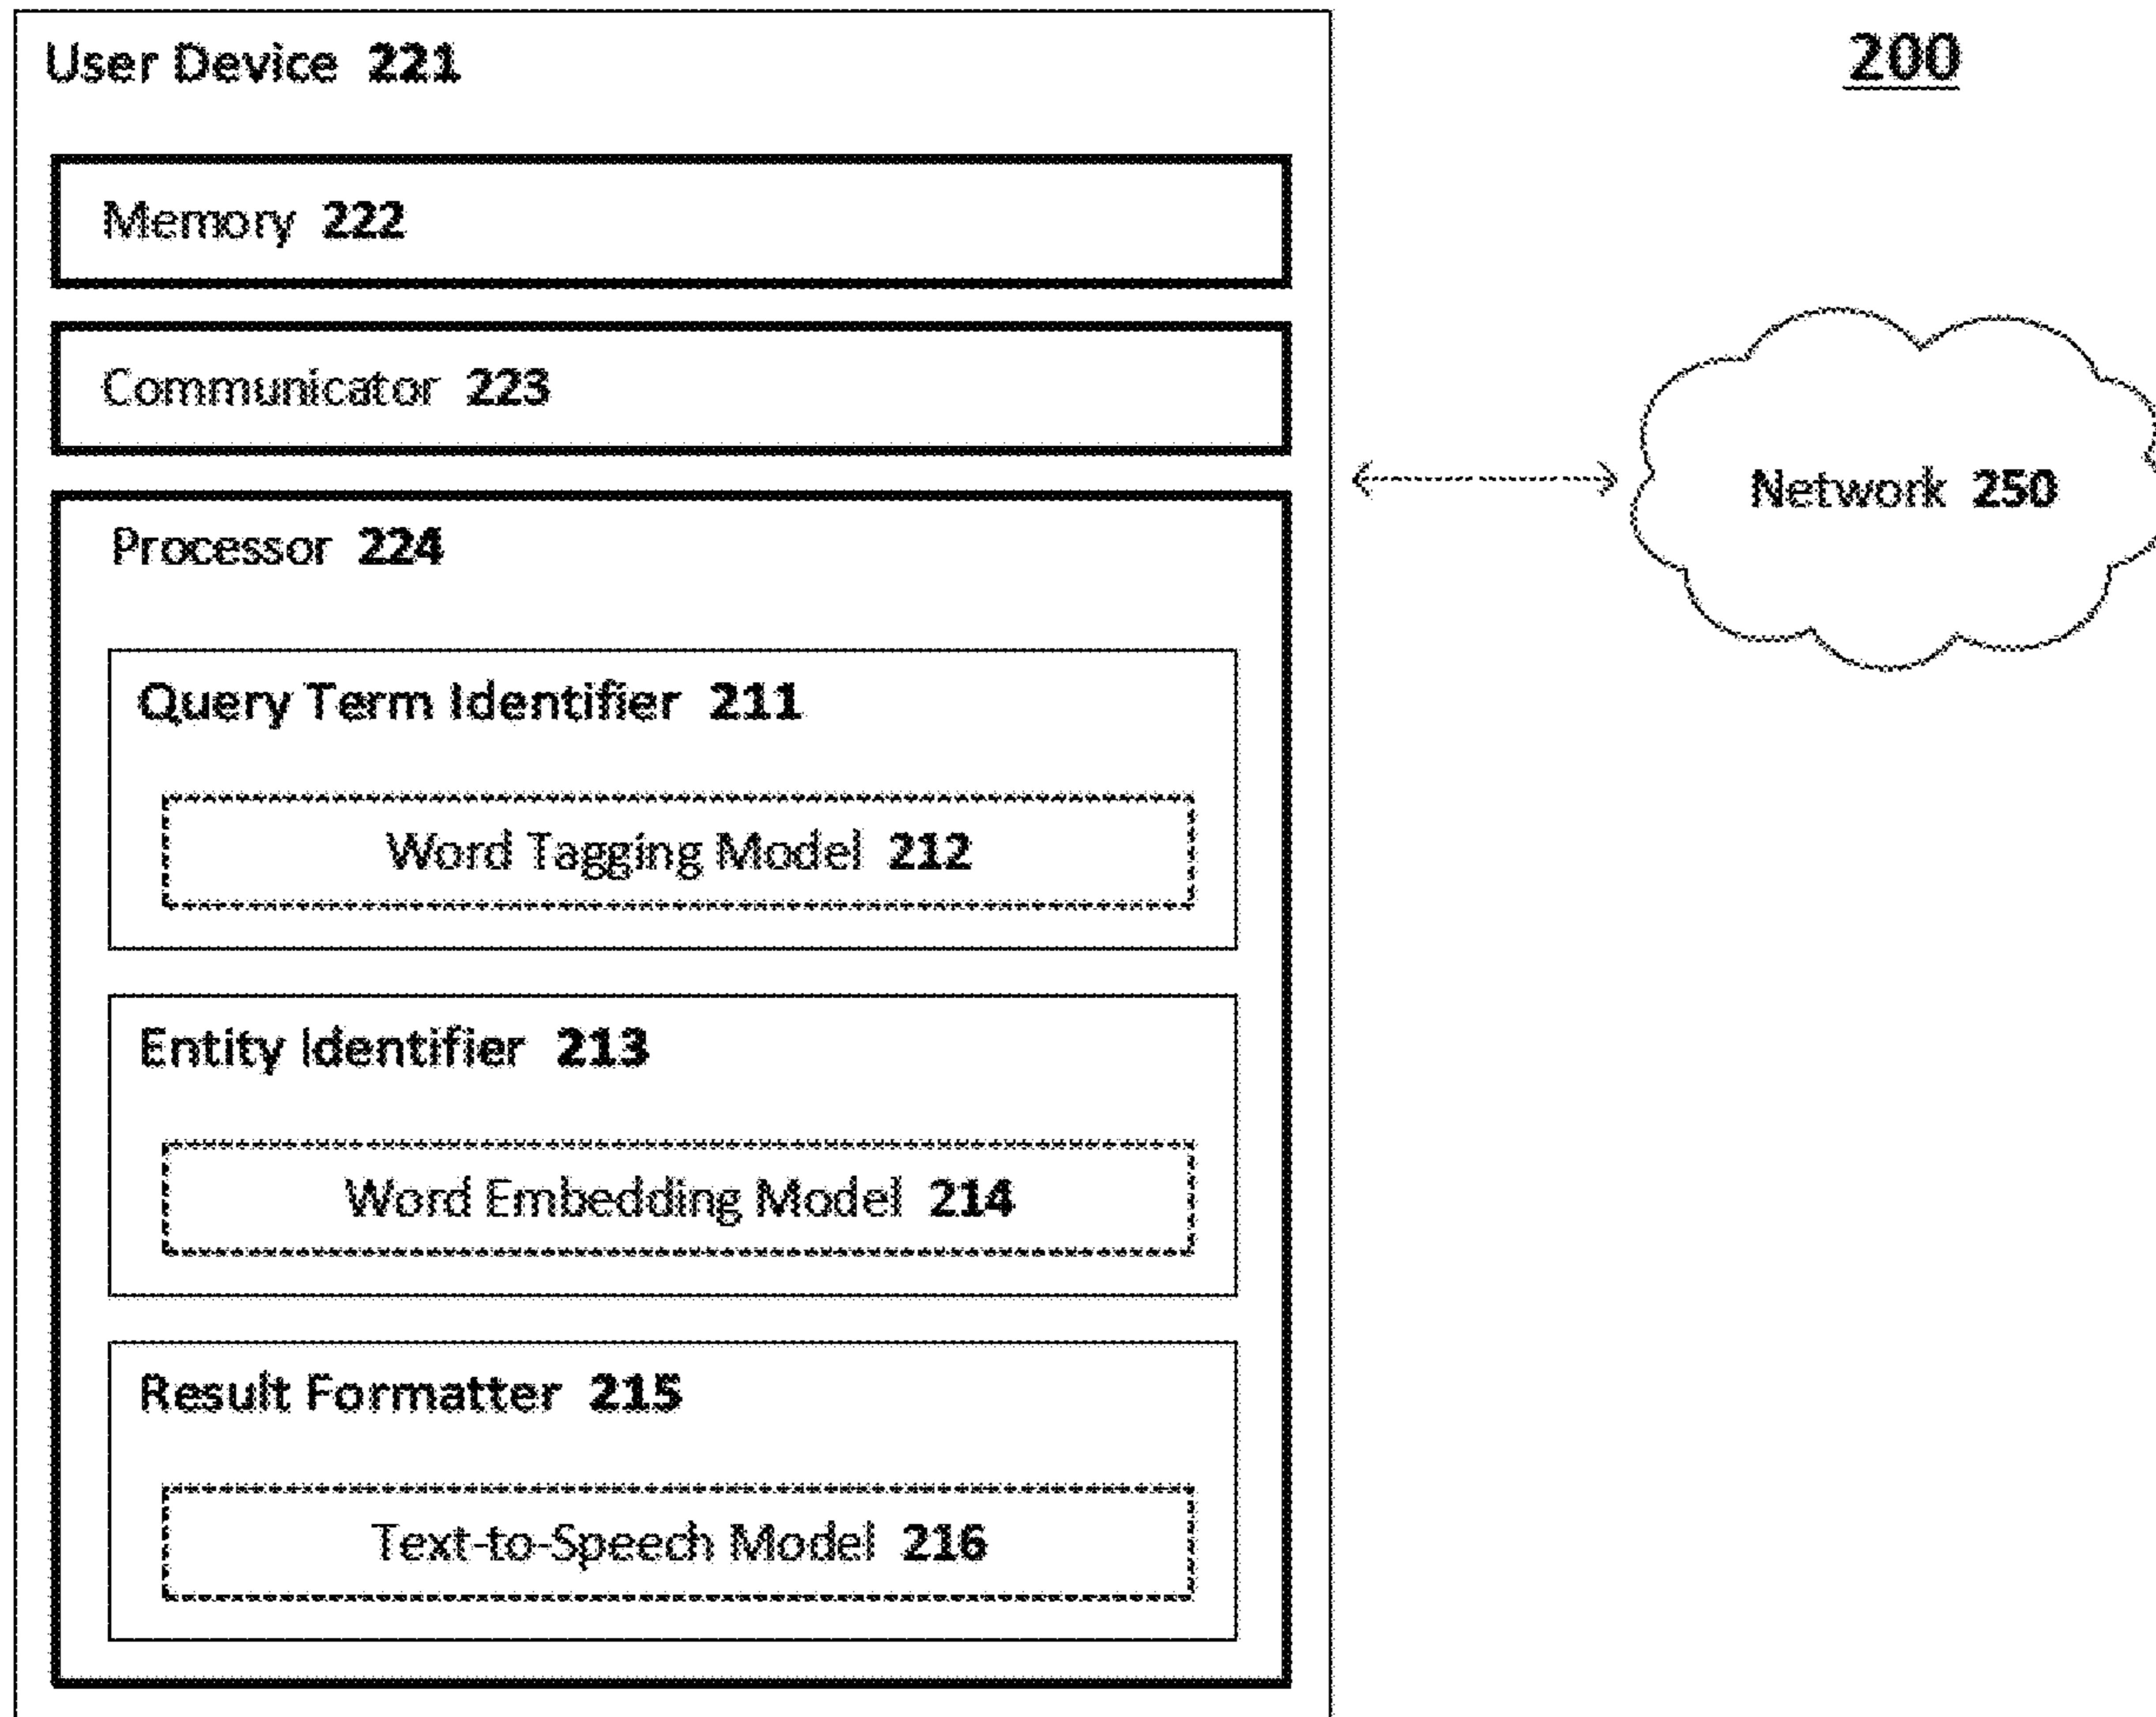 User Device 221
200
Memory 222
Communicator 223
Network 250
Processor 224
Query Term Identifier 211
Word Tagging Model 212
Entity Identifier 213
Word Embedding Model 214
Result Formatter 215
Text-to-Speech Model 216